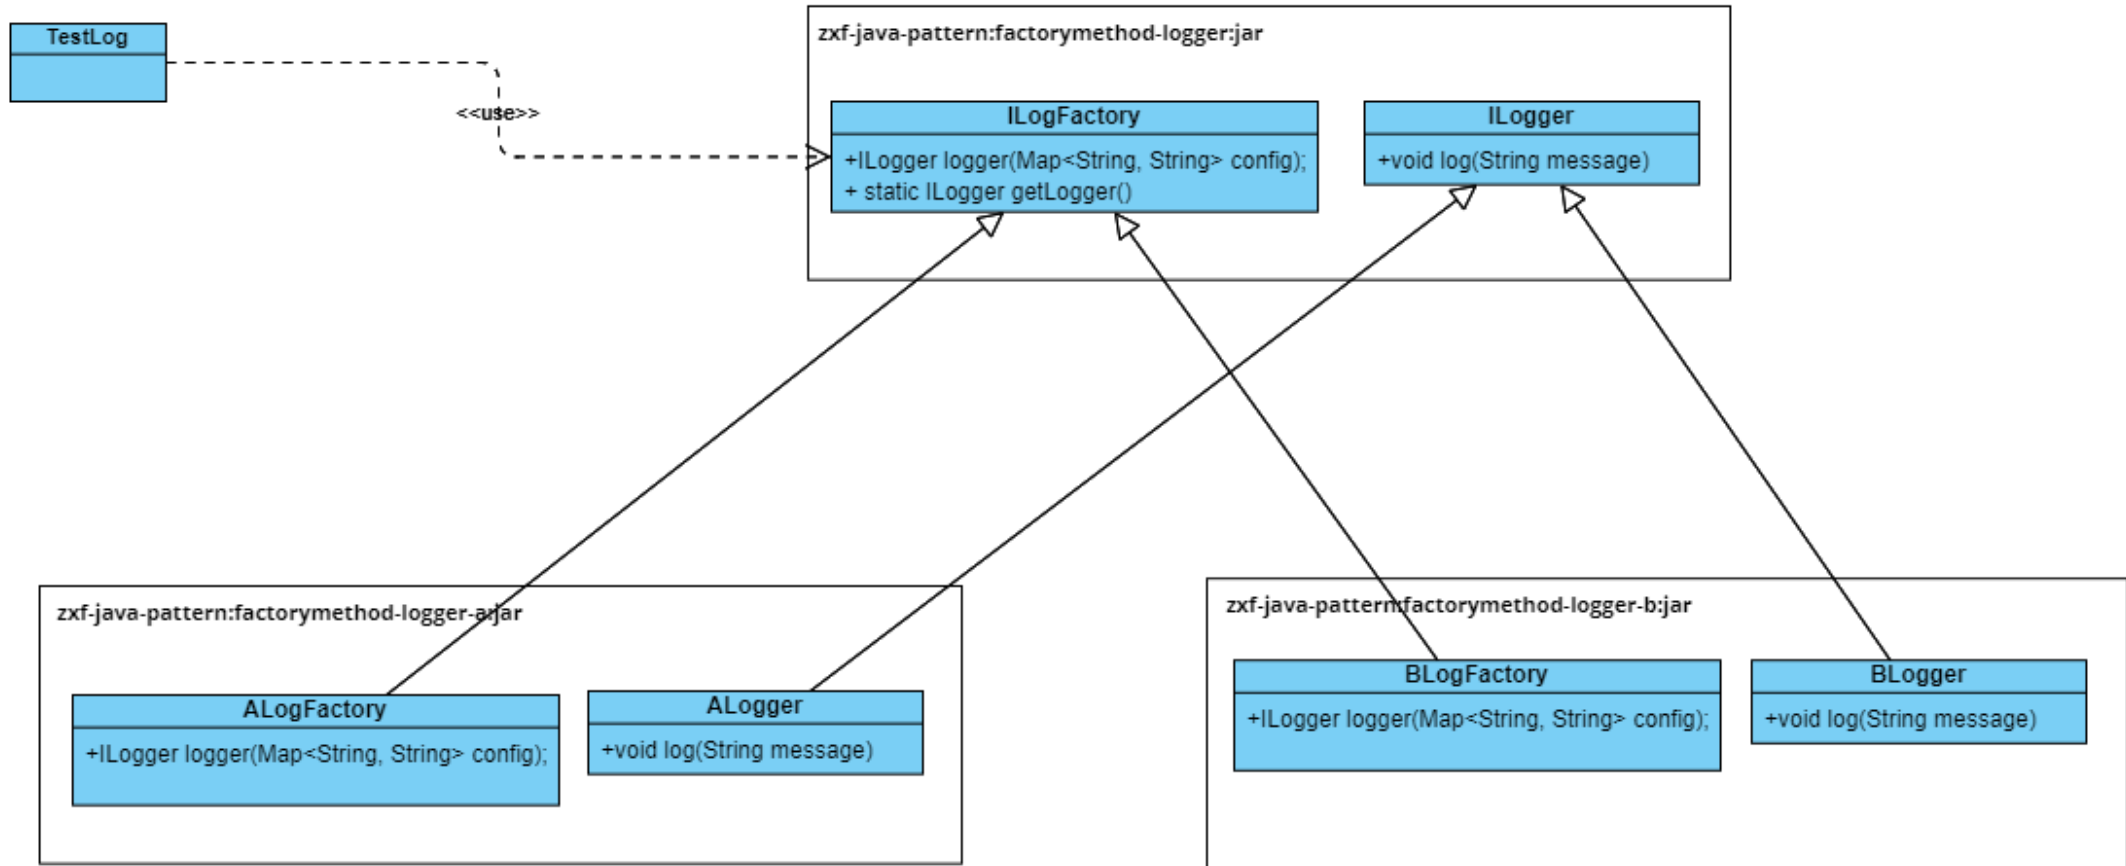 TestLog
<<use>>
zxf-java-pattern:factorymethod-logger:jar
ILogFactory
+ILogger logger(Map<String, String> config);
+ static ILogger getLogger()
ILogger
+void log(String message)
zxf-java-pattern:factorymethod-logger-a:jar
ALogFactory
+ILogger logger(Map<String, String> config);
ALogger
+void log(String message)
zxf-java-pattern:factorymethod-logger-b:jar
BLogFactory
+ILogger logger(Map<String, String> config);
BLogger
+void log(String message)